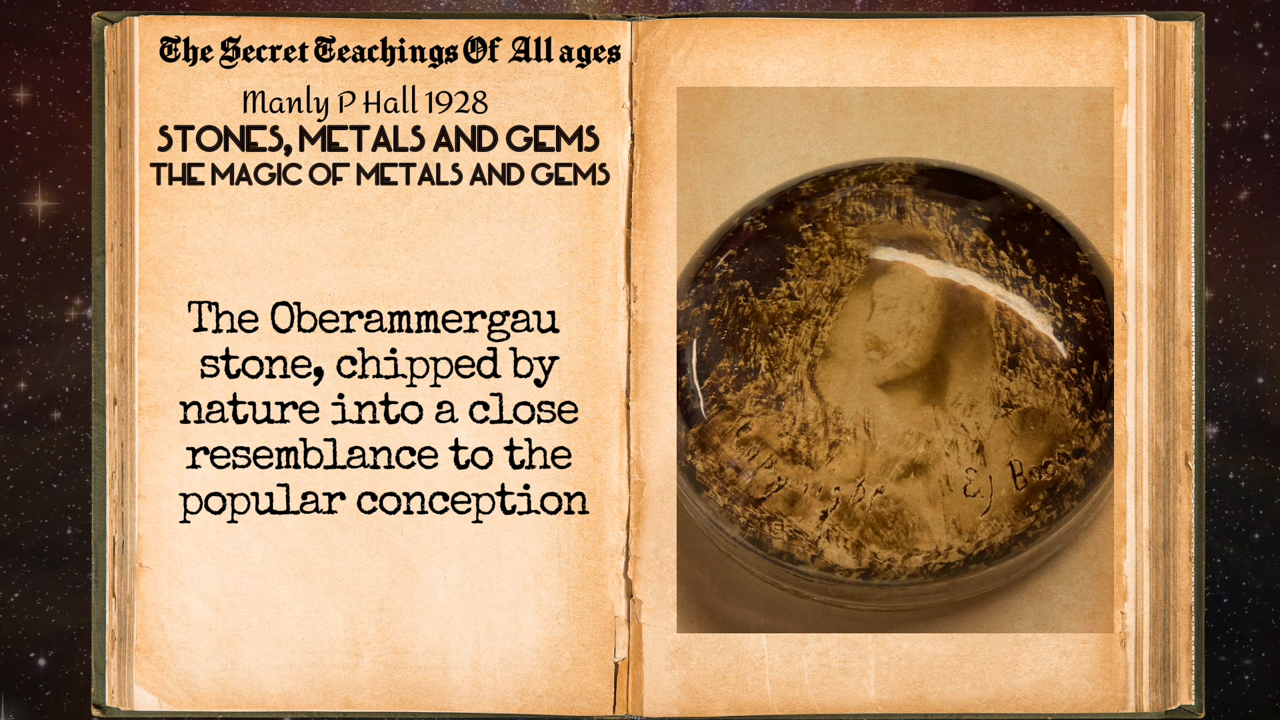 The Secret Teachings Of All ages
Manly P Hall 1928
STONES, METALS AND GEMS
THE MAGIC OF METALS AND GEMS
The Oberammergau
stone, chipped by
nature into a close
resemblance to the
popular conception